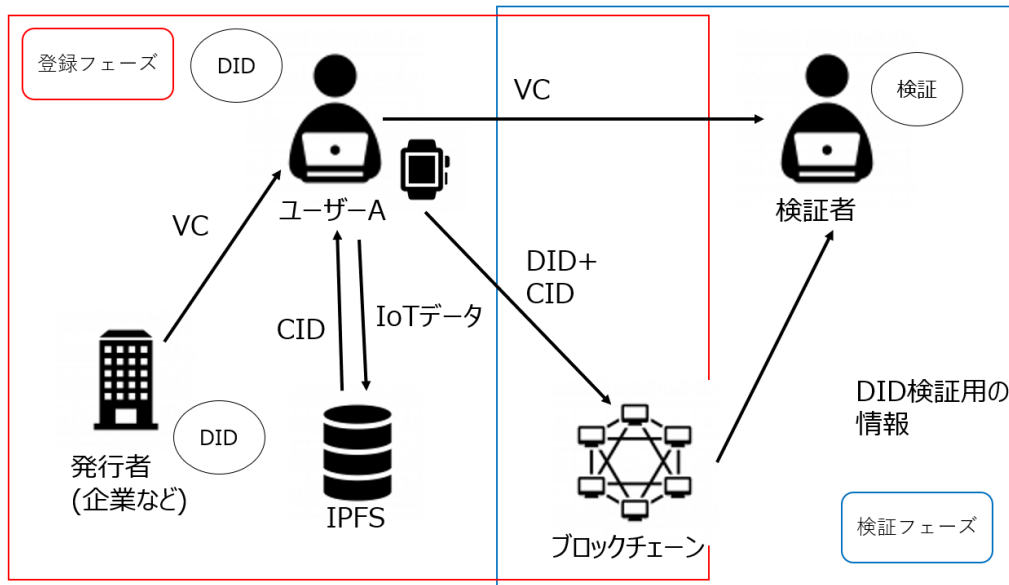 登録フェーズ
DID
VC
検証
ユーザーA
検証者
VC
DID+
CID
CID
IoTデータ
DID検証用の
情報
DID
発行者
(企業など)
IPFS
ブロックチェーン
検証フェーズ